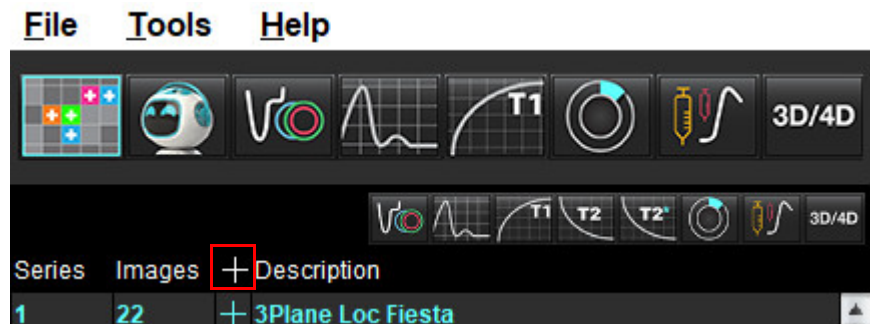 File Tools Help
T1 3D/4D
T1 T2 T2* 3D/4D
Series Images + Description
1 22 + 3Plane Loc Fiesta